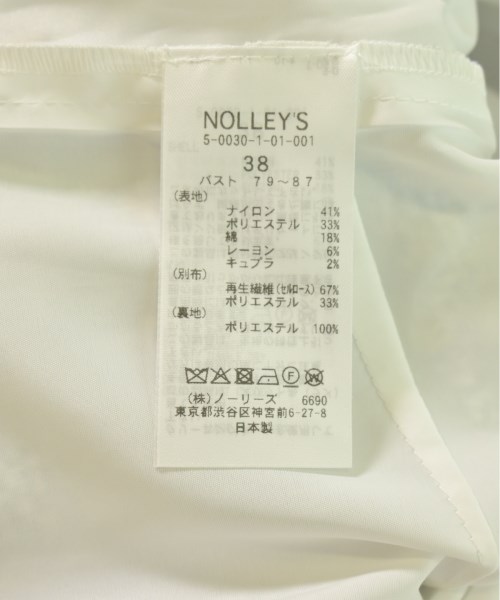 NOLLEY'S
5-0030-1-01-001
38
バスト 79～87
(表地)
ナイロン 41%
ポリエステル 33%
綿 18%
レーヨン 6%
キュプラ 2%
(別布)
再生繊維(セルロース) 67%
ポリエステル 33%
(裏地)
ポリエステル 100%
F W
(株)ノーリーズ 6690
東京都渋谷区神宮前6-27-8
日本製